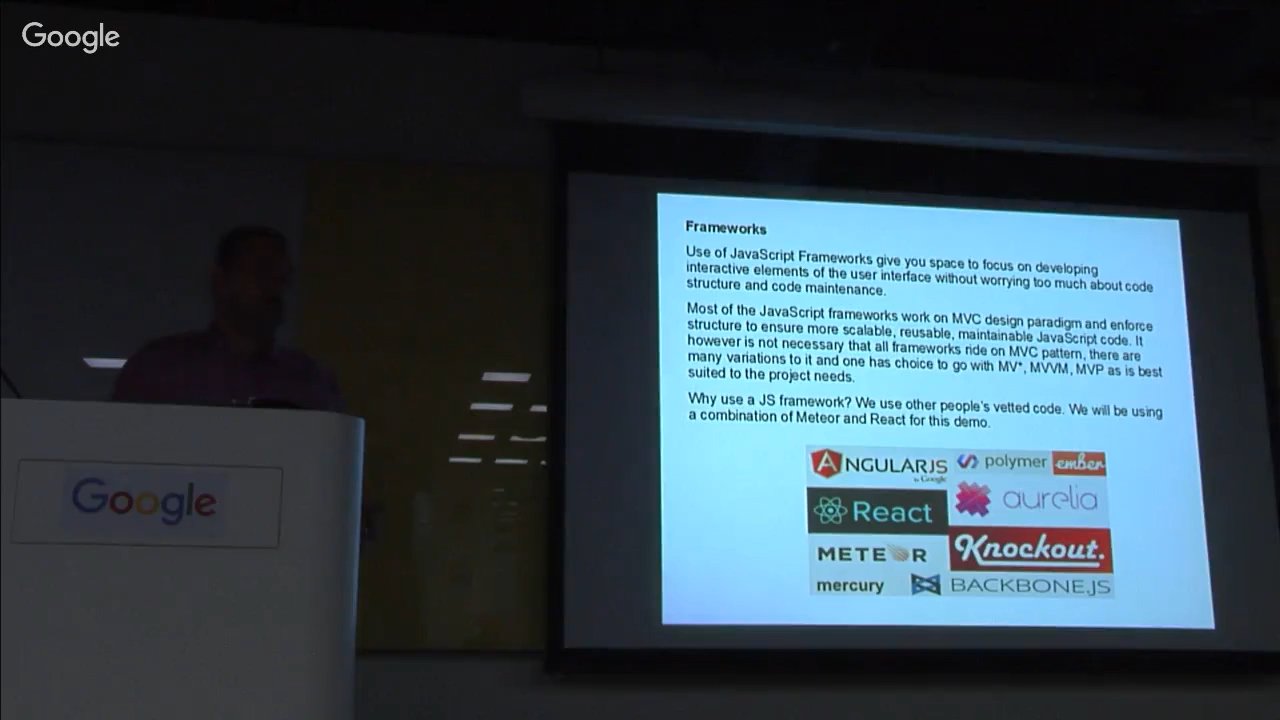 Google
Google
Frameworks
Use of JavaScript Frameworks give you space to focus on developing
interactive elements of the user interface without worrying too much about code
structure and code maintenance.
Most of the JavaScript frameworks work on MVC design paradigm and enforce
structure to ensure more scalable, reusable, maintainable JavaScript code. It
however is not necessary that all frameworks ride on MVC pattern, there are
many variations to it and one has choice to go with MV*, MVVM, MVP as is best
suited to the project needs.
Why use a JS framework? We use other people's vetted code. We will be using
a combination of Meteor and React for this demo.
ANGULARJS
by Google
polymer
ember
React
aurelia
METEOR
Knockout.
mercury
BACKBONE.JS